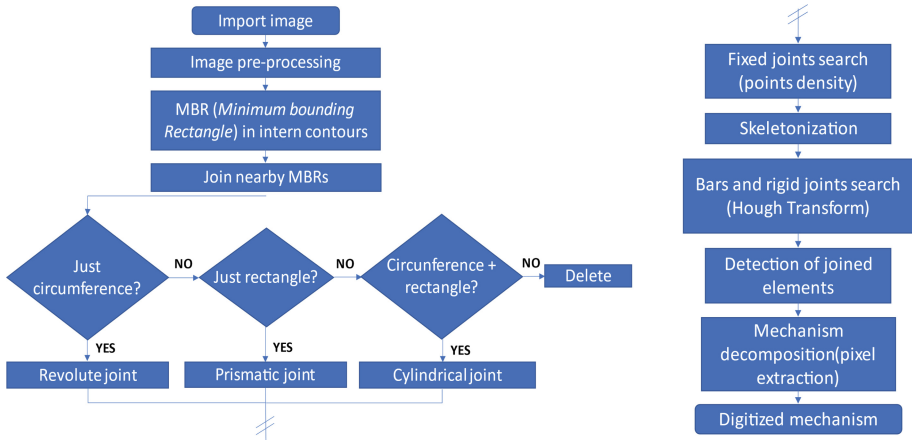 Import image
Image pre-processing
MBR (Minimum bounding
Rectangle) in intern contours
Join nearby MBRs
Just
circumference?
NO
Just rectangle?
NO
Circunference +
rectangle?
NO
Delete
YES
YES
YES
Revolute joint
Prismatic joint
Cylindrical joint
Fixed joints search
(points density)
Skeletonization
Bars and rigid joints search
(Hough Transform)
Detection of joined
elements
Mechanism
decomposition(pixel
extraction)
Digitized mechanism